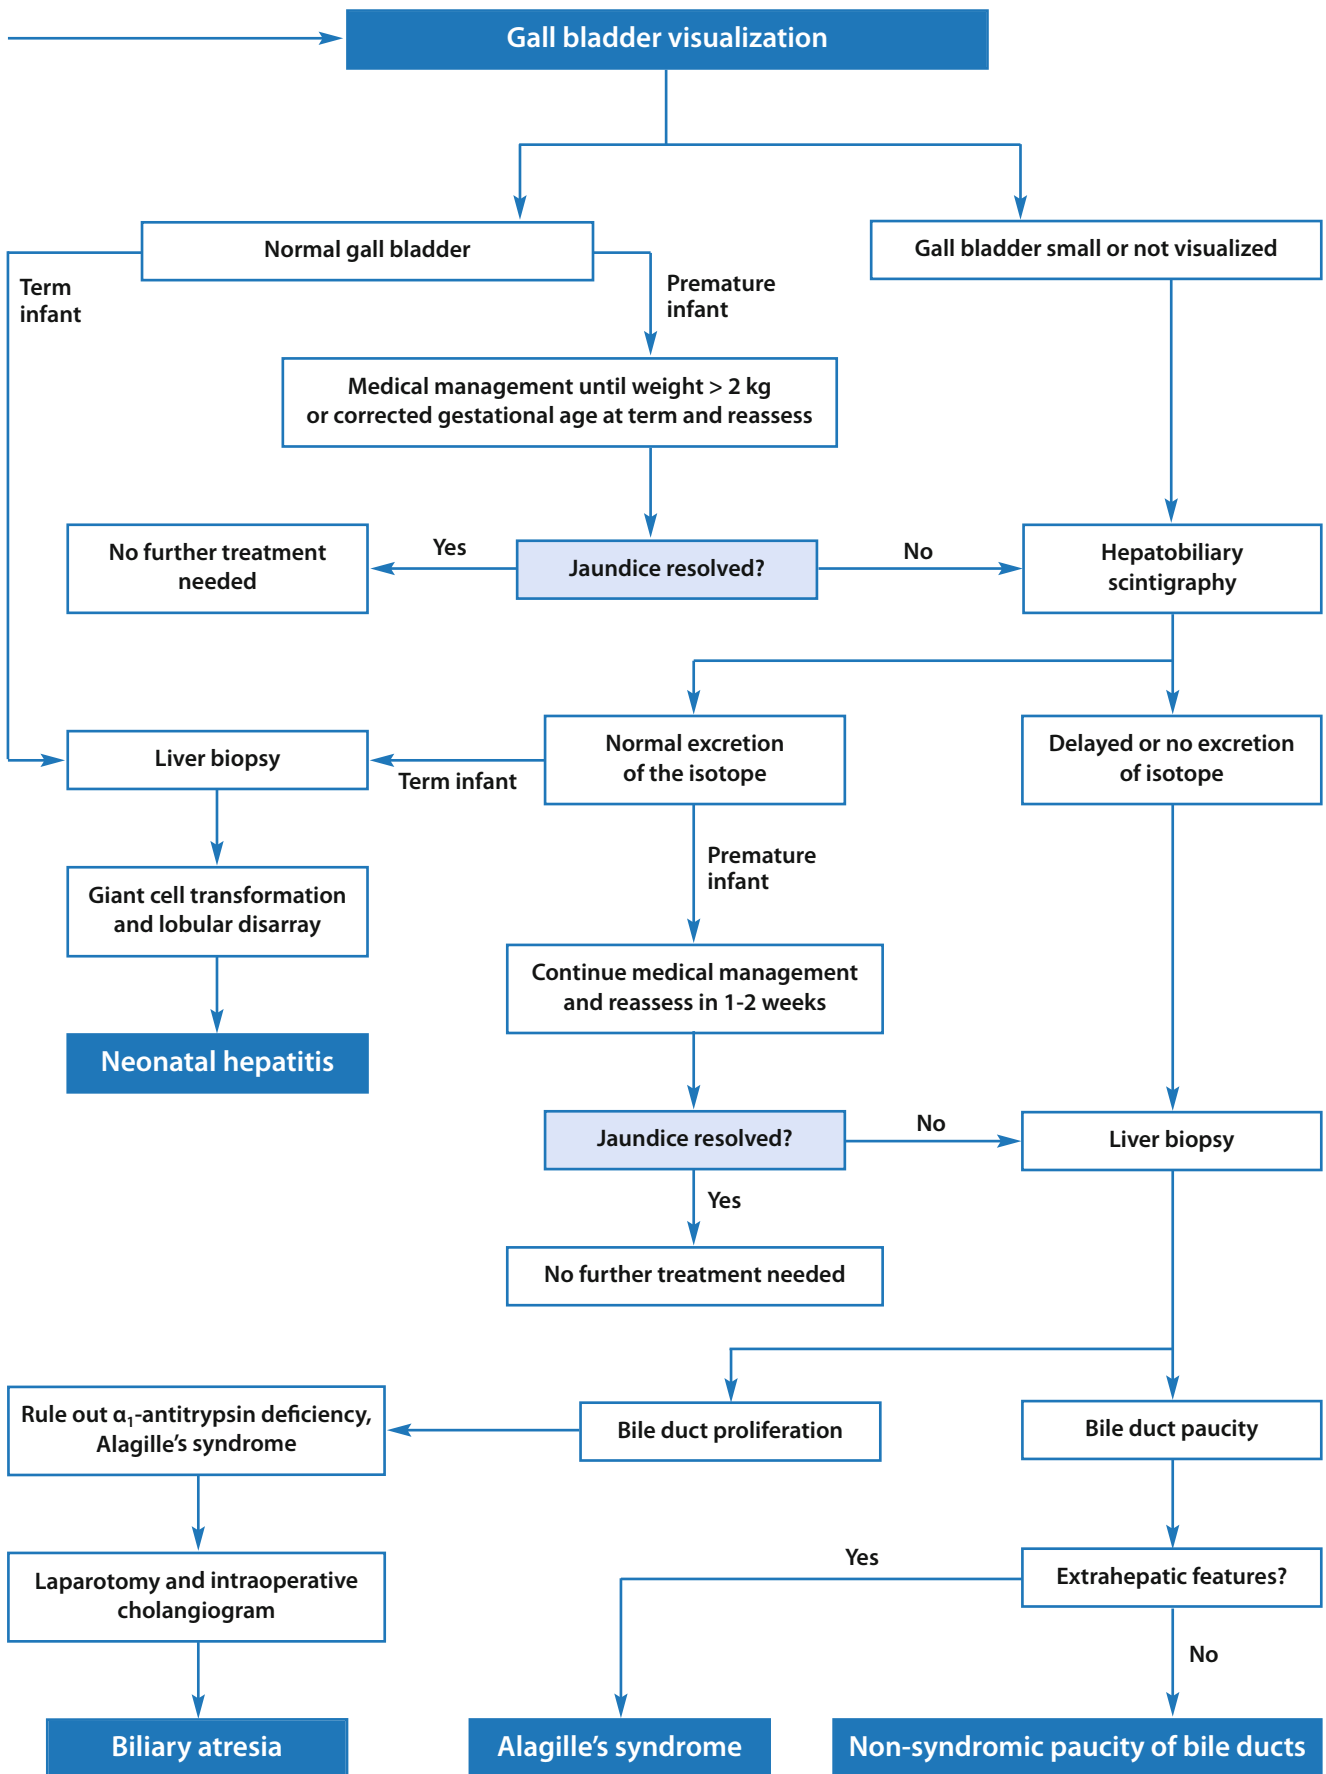 Gall bladder visualization
Normal gall bladder
Gall bladder small or not visualized
Term
infant
Premature
infant
Medical management until weight > 2 kg
or corrected gestational age at term and reassess
No further treatment
needed
Yes
Jaundice resolved?
No
Hepatobiliary
scintigraphy
Liver biopsy
Term infant
Normal excretion
of the isotope
Delayed or no excretion
of isotope
Premature
infant
Giant cell transformation
and lobular disarray
Continue medical management
and reassess in 1-2 weeks
Neonatal hepatitis
Jaundice resolved?
No
Liver biopsy
Yes
No further treatment needed
Rule out α₁-antitrypsin deficiency,
Alagille’s syndrome
Bile duct proliferation
Bile duct paucity
Laparotomy and intraoperative
cholangiogram
Yes
Extrahepatic features?
No
Biliary atresia
Alagille’s syndrome
Non-syndromic paucity of bile ducts